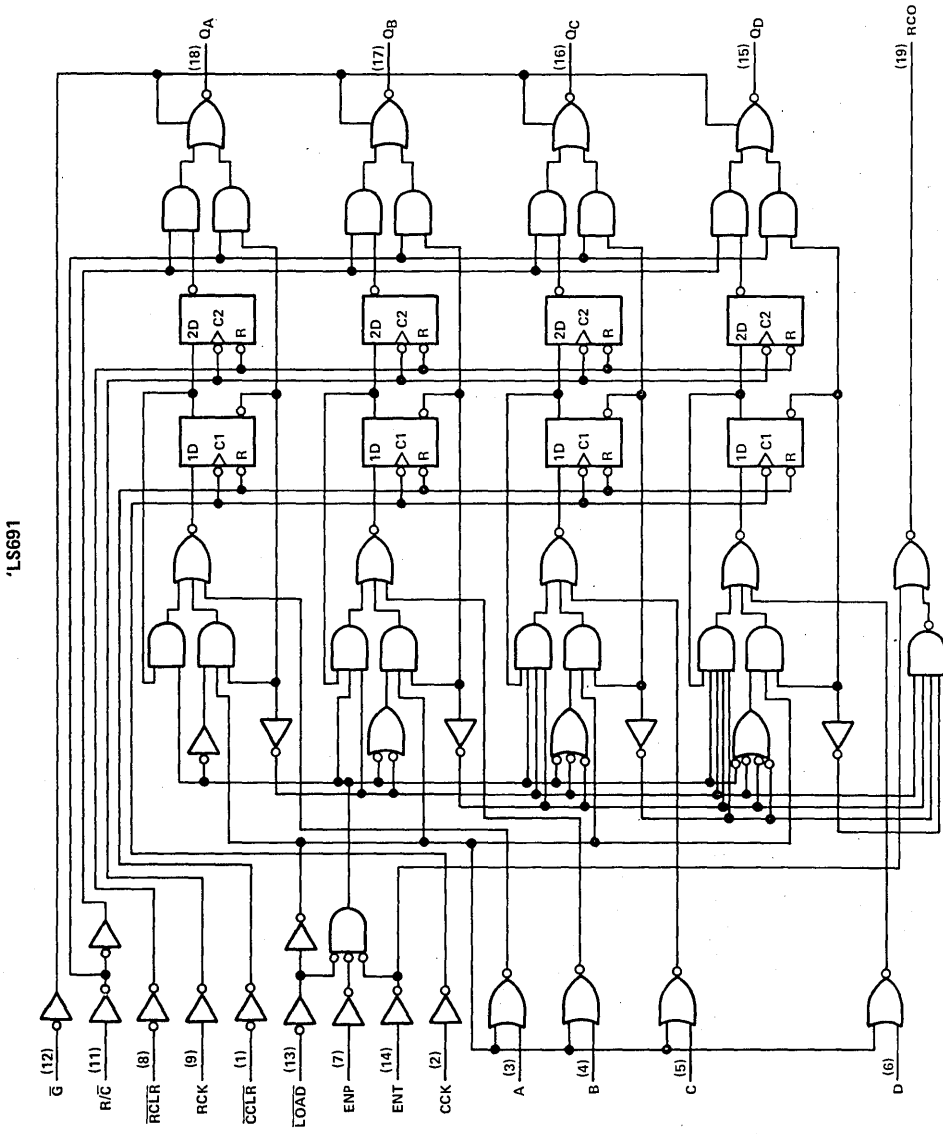 'LS691
G (12)
R/C (11)
RCLR (8)
RCK (9)
CCLR (1)
LOAD (13)
ENP (7)
ENT (14)
CCK (2)
(3) A
(4) B
(5) C
(6) D
1D C1 R
2D C2 R
(18) QA
1D C1 R
2D C2 R
(17) QB
1D C1 R
2D C2 R
(16) QC
1D C1 R
2D C2 R
(15) QD
(19) RCO